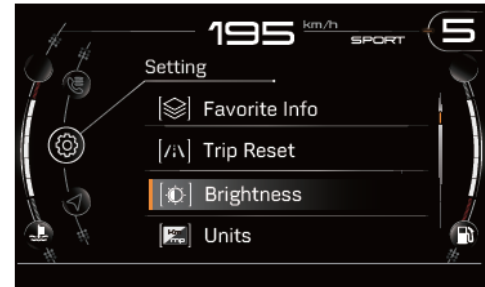 195 km/h SPORT 5
Setting
Favorite Info
Trip Reset
Brightness
Units